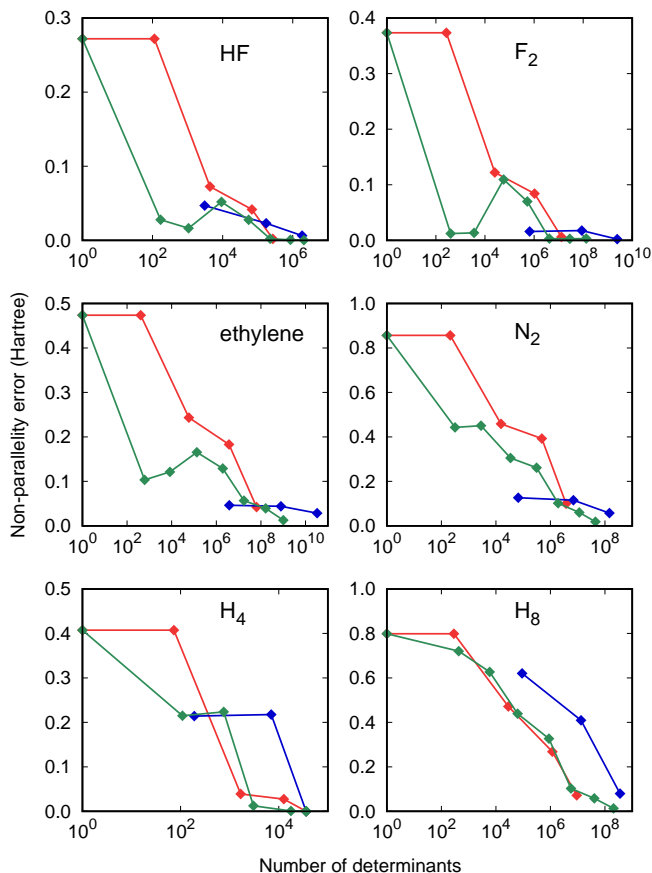 Non-parallelity error (Hartree)
HF
0.3
0.2
0.1
0.0
10^0 10^2 10^4 10^6
F_2
0.4
0.3
0.2
0.1
0.0
10^0 10^2 10^4 10^6 10^8 10^10
ethylene
0.5
0.4
0.3
0.2
0.1
0.0
10^0 10^2 10^4 10^6 10^8 10^10
N_2
1.0
0.8
0.6
0.4
0.2
0.0
10^0 10^2 10^4 10^6 10^8
H_4
0.5
0.4
0.3
0.2
0.1
0.0
10^0 10^2 10^4
H_8
1.0
0.8
0.6
0.4
0.2
0.0
10^0 10^2 10^4 10^6 10^8
Number of determinants